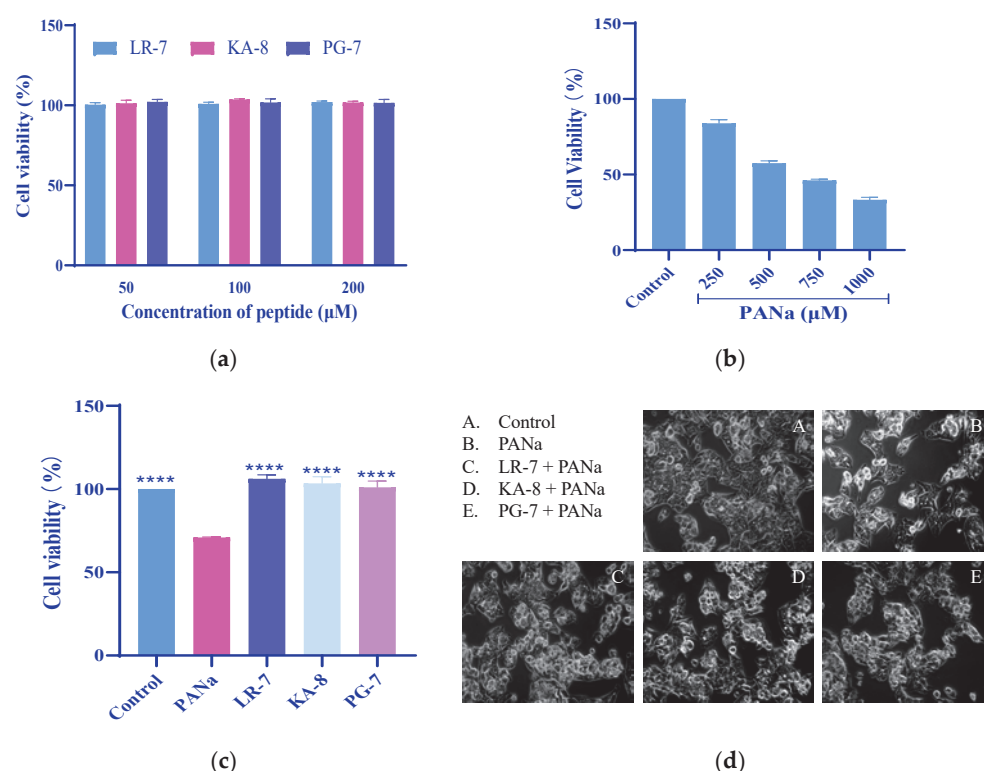 150
100
50
0
Cell viability (%)
LR-7
KA-8
PG-7
50
100
200
Concentration of peptide (µM)
(a)
150
100
50
0
Cell Viability (%)
Control
250
500
750
1000
PANa (µM)
(b)
150
100
50
0
Cell viability (%)
****
****
****
****
Control
PANa
LR-7
KA-8
PG-7
(c)
A. Control
B. PANa
C. LR-7 + PANa
D. KA-8 + PANa
E. PG-7 + PANa
A
B
C
D
E
(d)